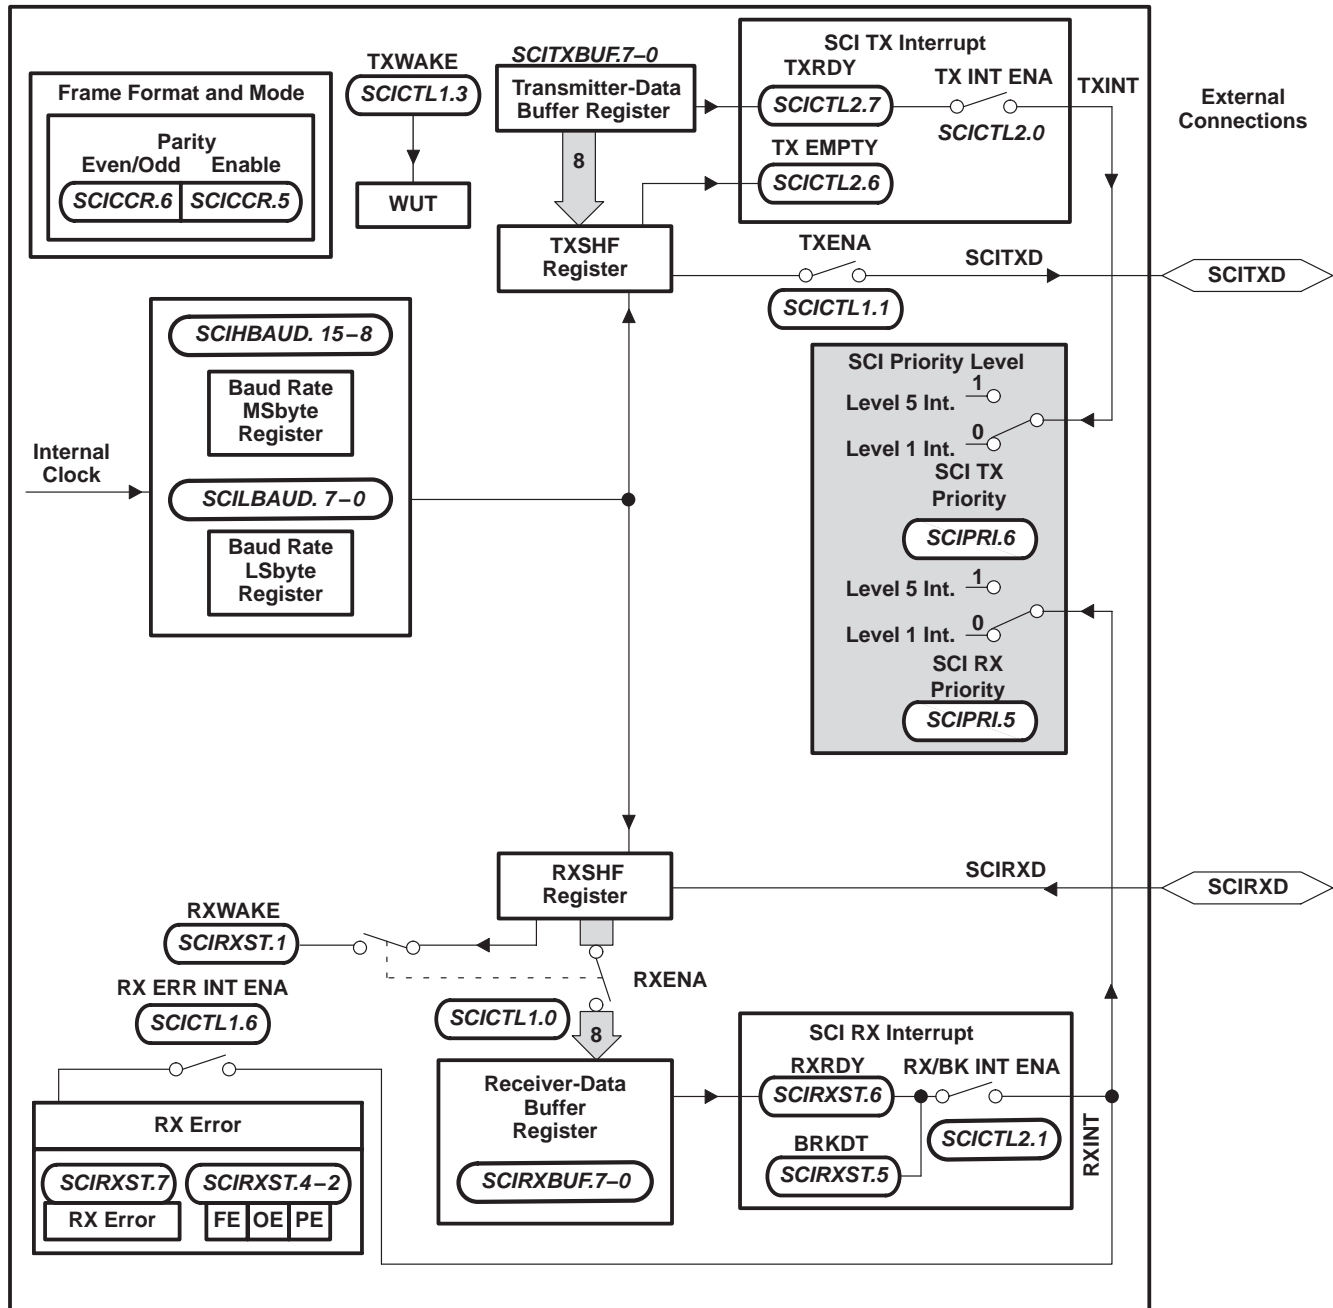 Frame Format and Mode
Parity
Even/Odd Enable
SCICCR.6 SCICCR.5
TXWAKE
SCICTL1.3
WUT
SCITXBUF.7–0
Transmitter-Data
Buffer Register
8
TXSHF
Register
SCI TX Interrupt
TXRDY
SCICTL2.7
TX INT ENA
SCICTL2.0
TX EMPTY
SCICTL2.6
TXINT
External
Connections
TXENA
SCICTL1.1
SCITXD
SCITXD
Internal
Clock
SCIHBAUD. 15–8
Baud Rate
MSbyte
Register
SCILBAUD. 7–0
Baud Rate
LSbyte
Register
SCI Priority Level
1
Level 5 Int.
0
Level 1 Int.
SCI TX
Priority
SCIPRI.6
1
Level 5 Int.
0
Level 1 Int.
SCI RX
Priority
SCIPRI.5
RXSHF
Register
SCIRXD
SCIRXD
RXWAKE
SCIRXST.1
RXENA
SCICTL1.0
8
RX ERR INT ENA
SCICTL1.6
RX Error
SCIRXST.7
RX Error
SCIRXST.4–2
FE OE PE
Receiver-Data
Buffer
Register
SCIRXBUF.7–0
SCI RX Interrupt
RXRDY
SCIRXST.6
RX/BK INT ENA
SCICTL2.1
BRKDT
SCIRXST.5
RXINT